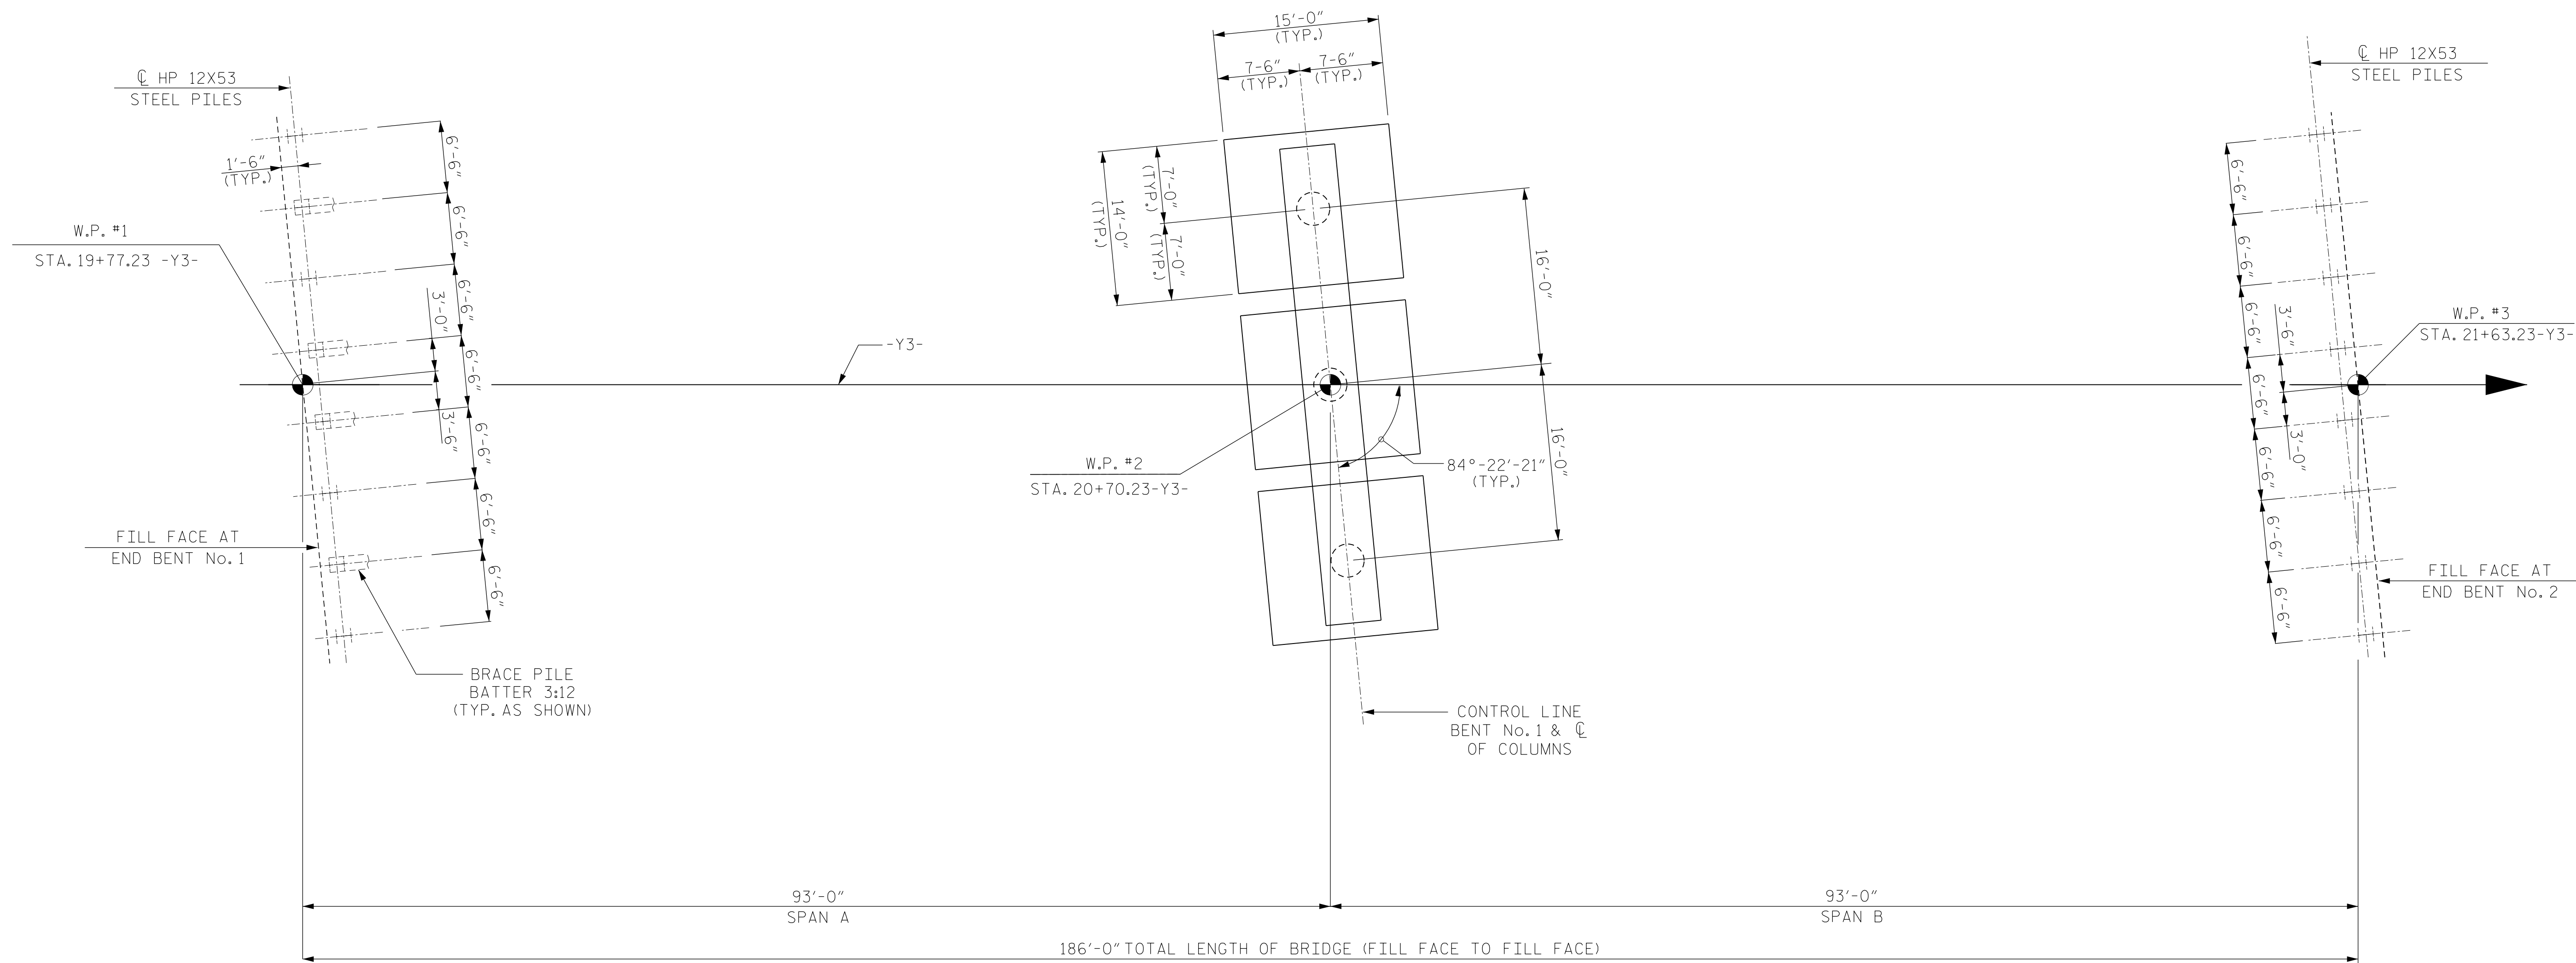 ℄ HP 12X53
STEEL PILES
6'-6"
6'-6"
6'-6"
6'-6"
6'-6"
6'-6"
6'-6"
1'-6"
(TYP.)
3'-0"
3'-6"
W.P. #1
STA. 19+77.23 -Y3-
FILL FACE AT
END BENT No. 1
BRACE PILE
BATTER 3:12
(TYP. AS SHOWN)
-Y3-
15'-0"
(TYP.)
7-6"
(TYP.)
7-6"
(TYP.)
7'-0"
(TYP.)
14'-0"
(TYP.)
7'-0"
(TYP.)
16'-0"
16'-0"
W.P. #2
STA. 20+70.23-Y3-
84°-22'-21"
(TYP.)
CONTROL LINE
BENT No. 1 & ℄
OF COLUMNS
℄ HP 12X53
STEEL PILES
6'-6"
6'-6"
6'-6"
6'-6"
6'-6"
6'-6"
6'-6"
3'-6"
3'-0"
W.P. #3
STA. 21+63.23-Y3-
FILL FACE AT
END BENT No. 2
93'-0"
SPAN A
93'-0"
SPAN B
186'-0" TOTAL LENGTH OF BRIDGE (FILL FACE TO FILL FACE)